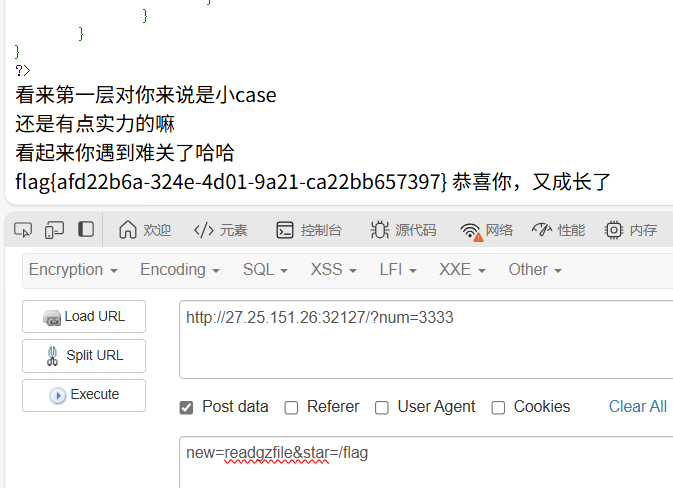 }
}
}
}
?>
看来第一层对你来说是小case
还是有点实力的嘛
看起来你遇到难关了哈哈
flag{afd22b6a-324e-4d01-9a21-ca22bb657397} 恭喜你，又成长了
欢迎 </> 元素 控制台 源代码 网络 性能 内存
Encryption Encoding SQL XSS LFI XXE Other
Load URL
http://27.25.151.26:32127/?num=3333
Split URL
Execute
Post data Referer User Agent Cookies Clear All
new=readgzfile&star=/flag